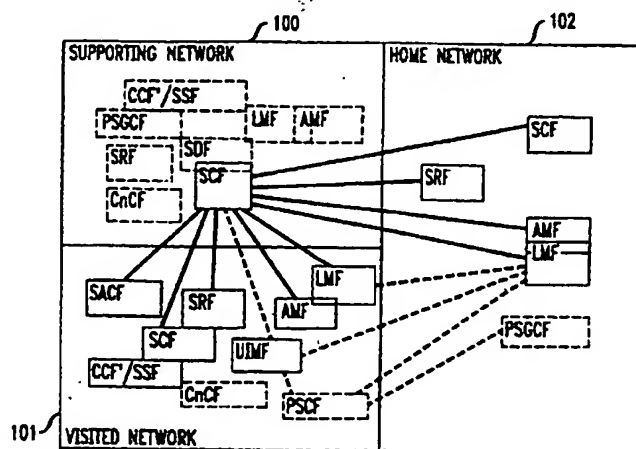 100
102
SUPPORTING NETWORK
HOME NETWORK
CCF'/SSF
PSGCF
LMF
AMF
SRF
SDF
SCF
CnCF
SCF
SRF
AMF
LMF
PSGCF
SACF
SRF
SCF
CCF'/SSF
CnCF
LMF
AMF
UIMF
PSCF
101
VISITED NETWORK